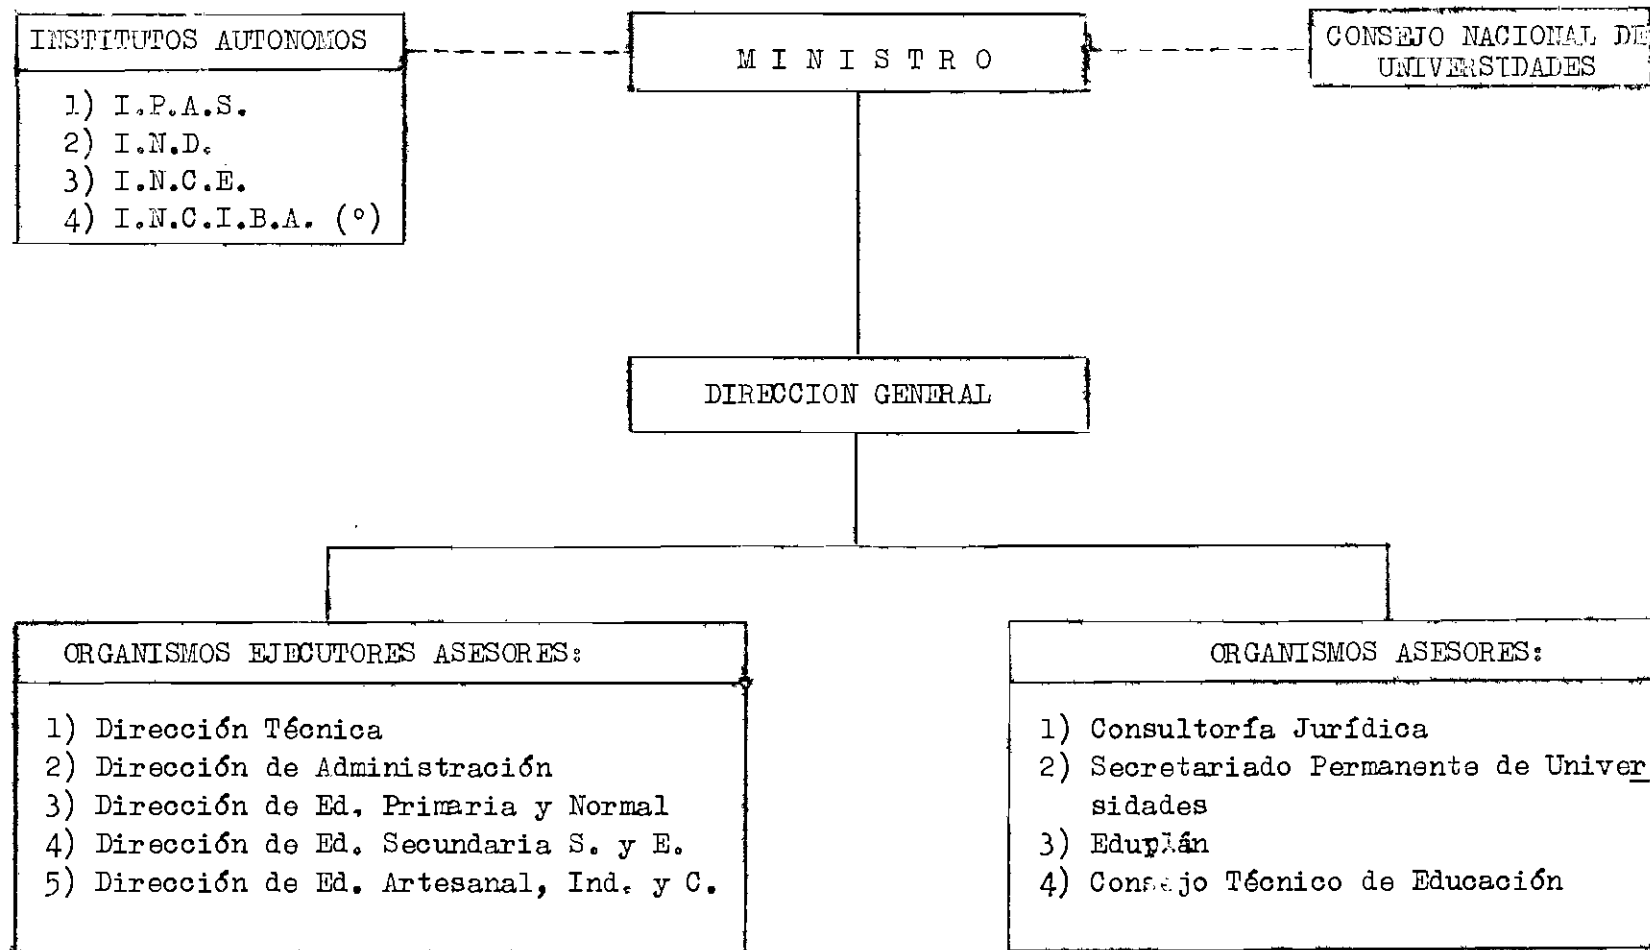 INSTITUTOS AUTONOMOS
1) I.P.A.S.
2) I.N.D.
3) I.N.C.E.
4) I.N.C.I.B.A. (°)
M I N I S T R O
CONSEJO NACIONAL DE
UNIVERSIDADES
DIRECCION GENERAL
ORGANISMOS EJECUTORES ASESORES:
1) Dirección Técnica
2) Dirección de Administración
3) Dirección de Ed. Primaria y Normal
4) Dirección de Ed. Secundaria S. y E.
5) Dirección de Ed. Artesanal, Ind. y C.
ORGANISMOS ASESORES:
1) Consultoría Jurídica
2) Secretariado Permanente de Univer
sidades
3) Eduplán
4) Consejo Técnico de Educación